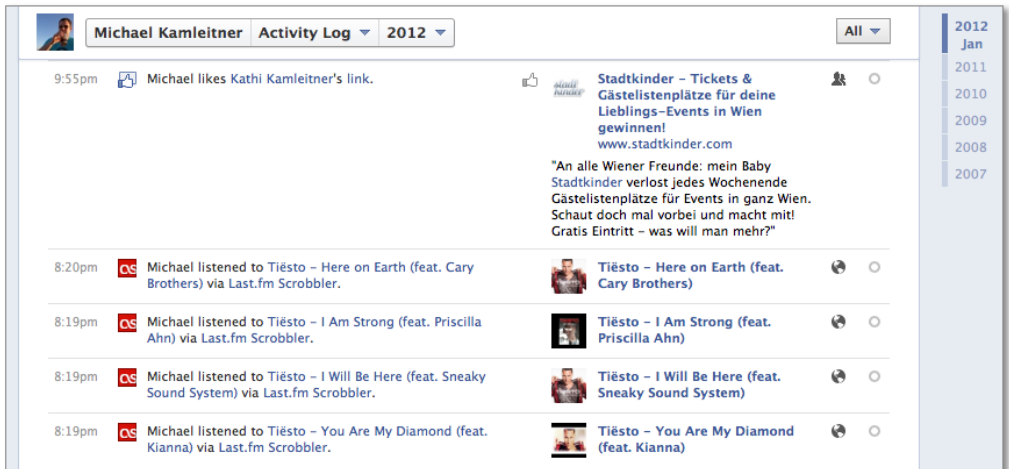 Michael Kamleitner Activity Log 2012 All
2012
Jan
2011
2010
2009
2008
2007
9:55pm Michael likes Kathi Kamleitner's link.
stadt
kinder
Stadtkinder – Tickets &
Gästelistenplätze für deine
Lieblings-Events in Wien
gewinnen!
www.stadtkinder.com
"An alle Wiener Freunde: mein Baby
Stadtkinder verlost jedes Wochenende
Gästelistenplätze für Events in ganz Wien.
Schaut doch mal vorbei und macht mit!
Gratis Eintritt – was will man mehr?"
8:20pm Michael listened to Tiësto – Here on Earth (feat. Cary
Brothers) via Last.fm Scrobbler.
Tiësto – Here on Earth (feat.
Cary Brothers)
8:19pm Michael listened to Tiësto – I Am Strong (feat. Priscilla
Ahn) via Last.fm Scrobbler.
Tiësto – I Am Strong (feat.
Priscilla Ahn)
8:19pm Michael listened to Tiësto – I Will Be Here (feat. Sneaky
Sound System) via Last.fm Scrobbler.
Tiësto – I Will Be Here (feat.
Sneaky Sound System)
8:19pm Michael listened to Tiësto – You Are My Diamond (feat.
Kianna) via Last.fm Scrobbler.
Tiësto – You Are My Diamond
(feat. Kianna)